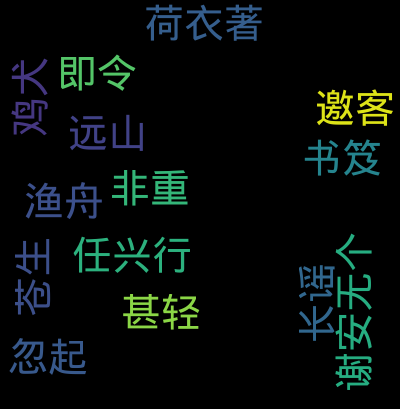 荷衣著
鸡犬
即令
邀客
远山
书笈
非重
渔舟
任兴行
苍生
长谣
谢安无个
甚轻
忽起